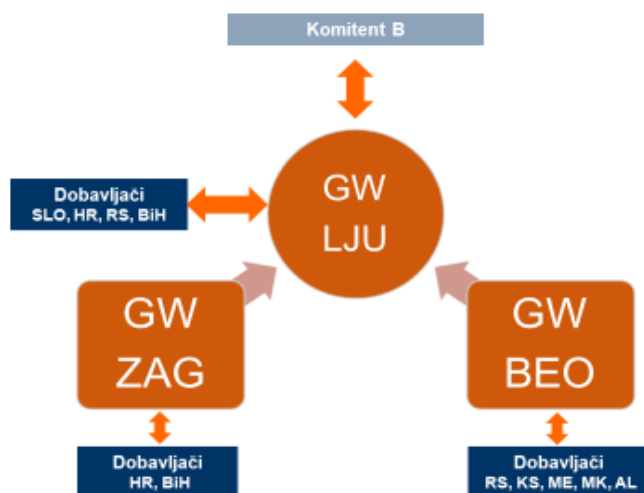 Komitent B
GW
LJU
Dobavljači
SLO, HR, RS, BiH
GW
ZAG
GW
BEO
Dobavljači
HR, BiH
Dobavljači
RS, KS, ME, MK, AL